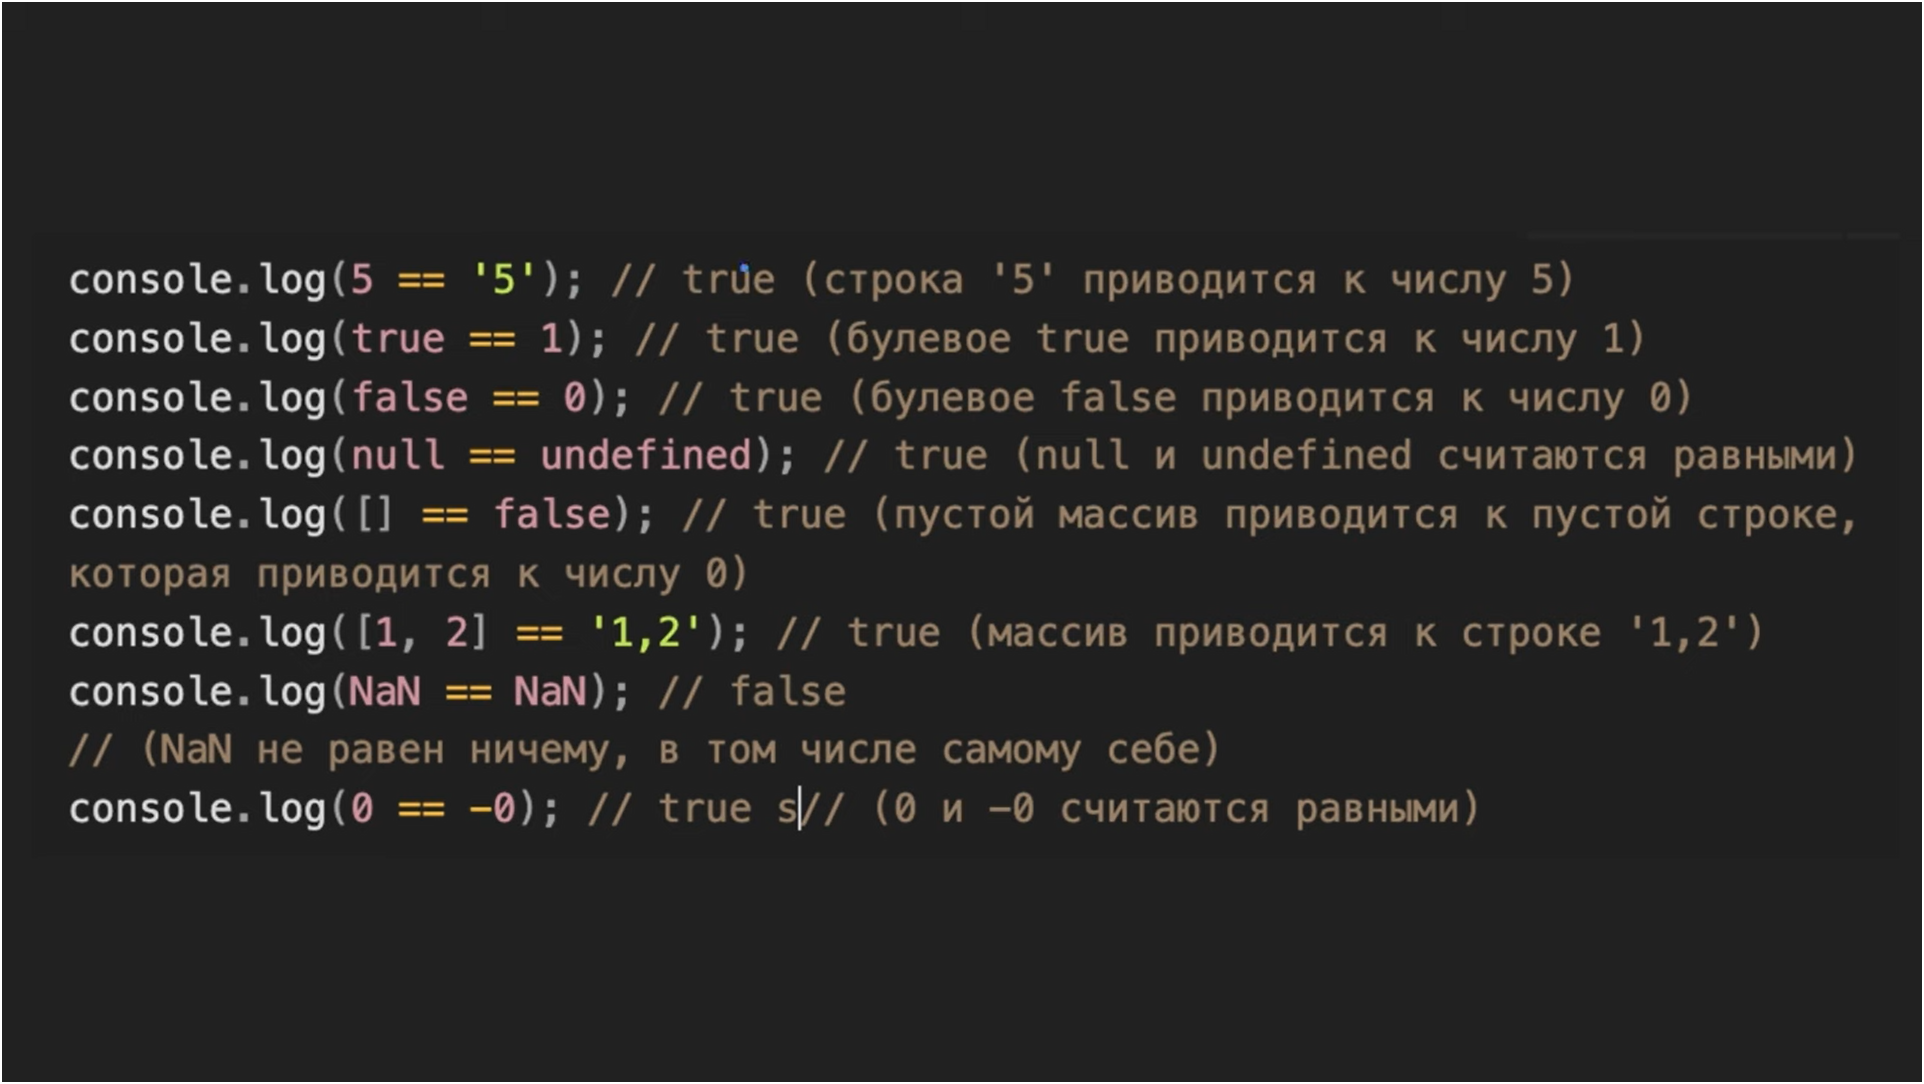 console.log(5 == '5'); // true (строка '5' приводится к числу 5)
console.log(true == 1); // true (булевое true приводится к числу 1)
console.log(false == 0); // true (булевое false приводится к числу 0)
console.log(null == undefined); // true (null и undefined считаются равными)
console.log([] == false); // true (пустой массив приводится к пустой строке,
которая приводится к числу 0)
console.log([1, 2] == '1,2'); // true (массив приводится к строке '1,2')
console.log(NaN == NaN); // false
// (NaN не равен ничему, в том числе самому себе)
console.log(0 == -0); // true s// (0 и -0 считаются равными)